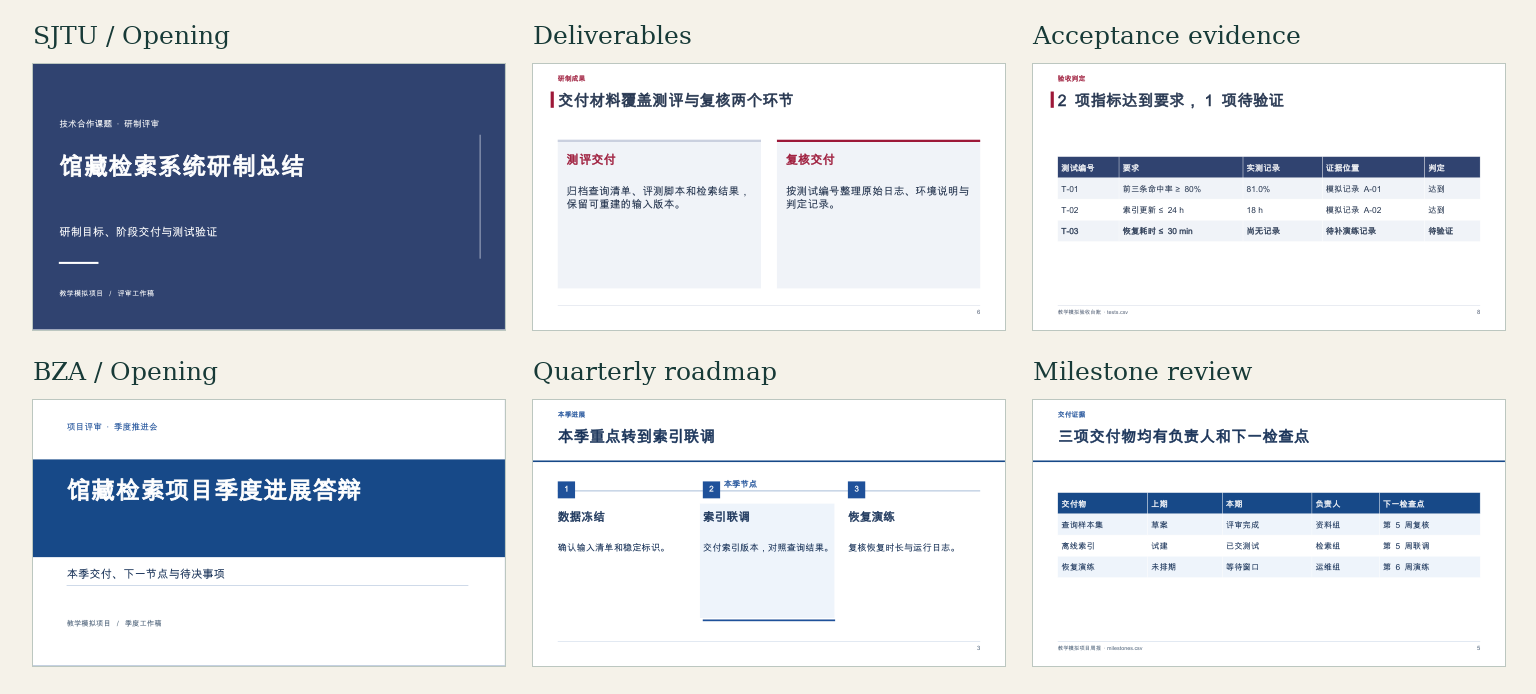 SJTU / Opening
技术合作课题 · 研制评审
馆藏检索系统研制总结
研制目标、阶段交付与测试验证
教学模拟项目 / 评审工作稿
Deliverables
研制成果
交付材料覆盖测评与复核两个环节
测评交付
归档查询清单、评测脚本和检索结果，
保留可重建的输入版本。
复核交付
按测试编号整理原始日志、环境说明与
判定记录。
6
Acceptance evidence
验收判定
2 项指标达到要求，1 项待验证
测试编号 要求 实测记录 证据位置 判定
T-01 前三条命中率 ≥ 80% 81.0% 模拟记录 A-01 达到
T-02 索引更新 ≤ 24 h 18 h 模拟记录 A-02 达到
T-03 恢复耗时 ≤ 30 min 尚无记录 待补演练记录 待验证
教学模拟验收台账 · tests.csv
8
BZA / Opening
项目评审 · 季度推进会
馆藏检索项目季度进展答辩
本季交付、下一节点与待决事项
教学模拟项目 / 季度工作稿
Quarterly roadmap
本季进展
本季重点转到索引联调
1
数据冻结
确认输入清单和稳定标识。
2 本季节点
索引联调
交付索引版本，对照查询结果。
3
恢复演练
复核恢复时长与运行日志。
3
Milestone review
交付证据
三项交付物均有负责人和下一检查点
交付物 上期 本期 负责人 下一检查点
查询样本集 草案 评审完成 资料组 第 5 周复核
离线索引 试建 已交测试 检索组 第 5 周联调
恢复演练 未排期 等待窗口 运维组 第 6 周演练
教学模拟项目周报 · milestones.csv
5